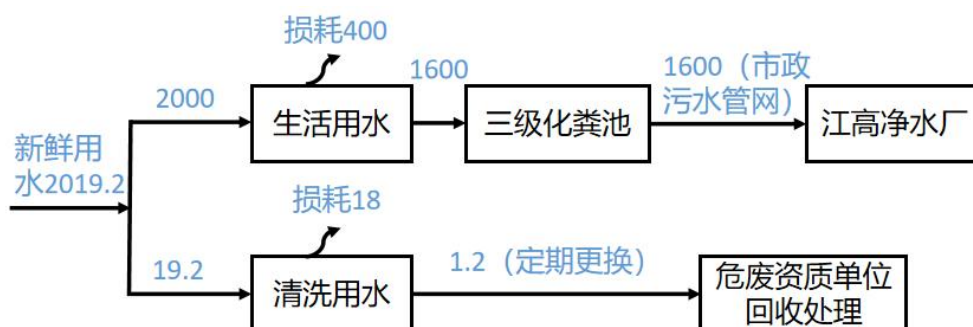 损耗400
2000
生活用水
1600
三级化粪池
1600（市政
污水管网）
江高净水厂
新鲜用
水2019.2
损耗18
19.2
清洗用水
1.2（定期更换）
危废资质单位
回收处理